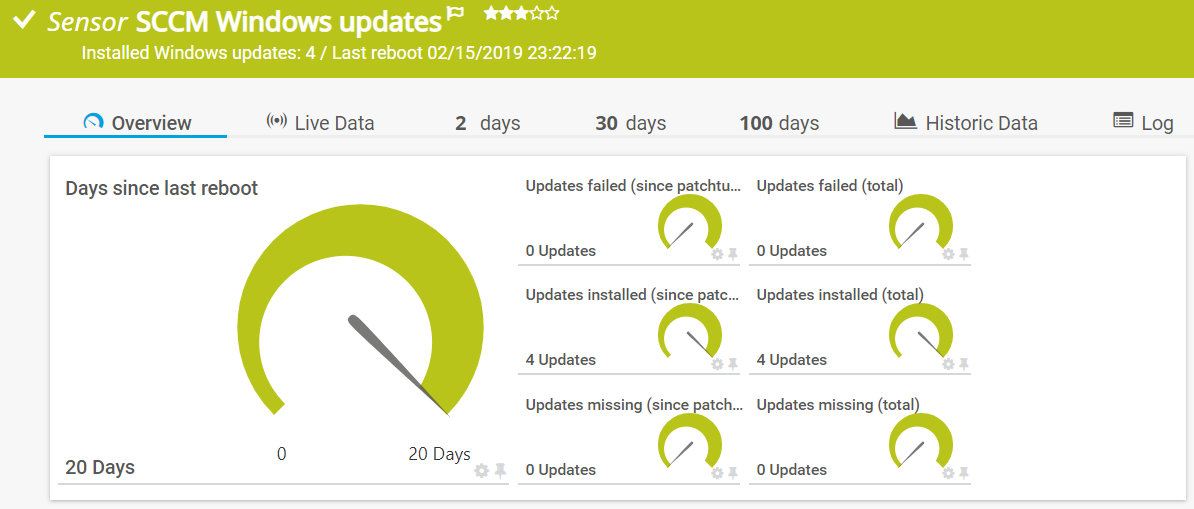 Sensor SCCM Windows updates
Installed Windows updates: 4 / Last reboot 02/15/2019 23:22:19
Overview Live Data 2 days 30 days 100 days Historic Data Log
Days since last reboot
0 20 Days
20 Days
Updates failed (since patchtu...
0 Updates
Updates failed (total)
0 Updates
Updates installed (since patc...
4 Updates
Updates installed (total)
4 Updates
Updates missing (since patch...
0 Updates
Updates missing (total)
0 Updates